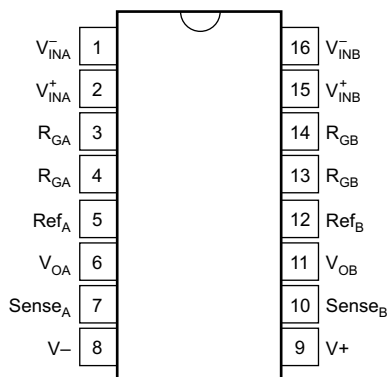 V⁻INA 1 16 V⁻INB
V⁺INA 2 15 V⁺INB
RGA 3 14 RGB
RGA 4 13 RGB
RefA 5 12 RefB
VOA 6 11 VOB
SenseA 7 10 SenseB
V– 8 9 V+